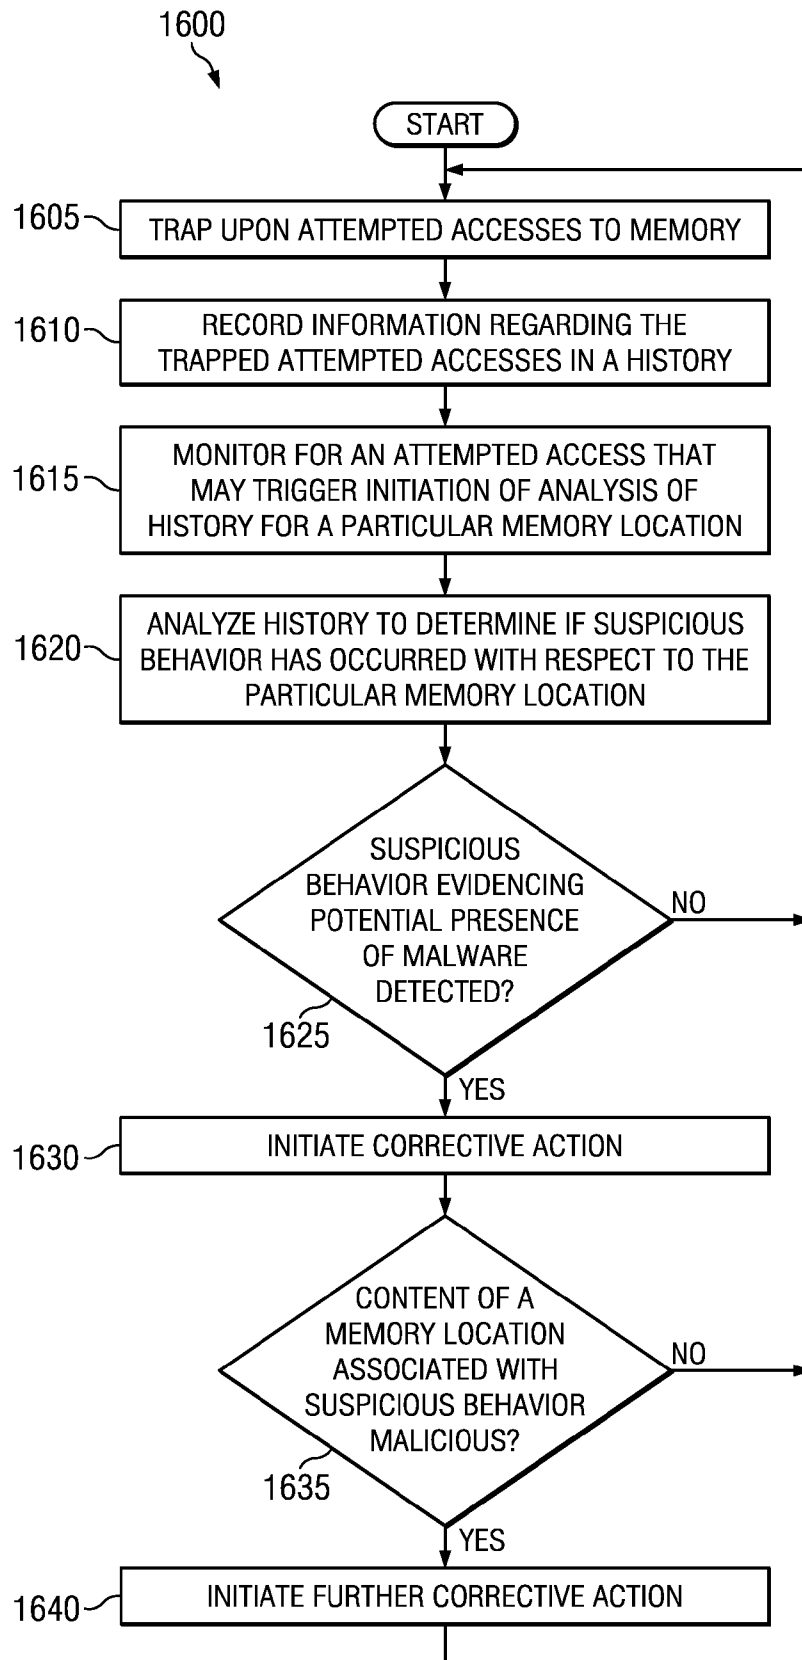 1600
START
1605
TRAP UPON ATTEMPTED ACCESSES TO MEMORY
1610
RECORD INFORMATION REGARDING THE
TRAPPED ATTEMPTED ACCESSES IN A HISTORY
1615
MONITOR FOR AN ATTEMPTED ACCESS THAT
MAY TRIGGER INITIATION OF ANALYSIS OF
HISTORY FOR A PARTICULAR MEMORY LOCATION
1620
ANALYZE HISTORY TO DETERMINE IF SUSPICIOUS
BEHAVIOR HAS OCCURRED WITH RESPECT TO THE
PARTICULAR MEMORY LOCATION
SUSPICIOUS
BEHAVIOR EVIDENCING
POTENTIAL PRESENCE
OF MALWARE
DETECTED?
NO
1625
YES
1630
INITIATE CORRECTIVE ACTION
CONTENT OF A
MEMORY LOCATION
ASSOCIATED WITH
SUSPICIOUS BEHAVIOR
MALICIOUS?
NO
1635
YES
1640
INITIATE FURTHER CORRECTIVE ACTION